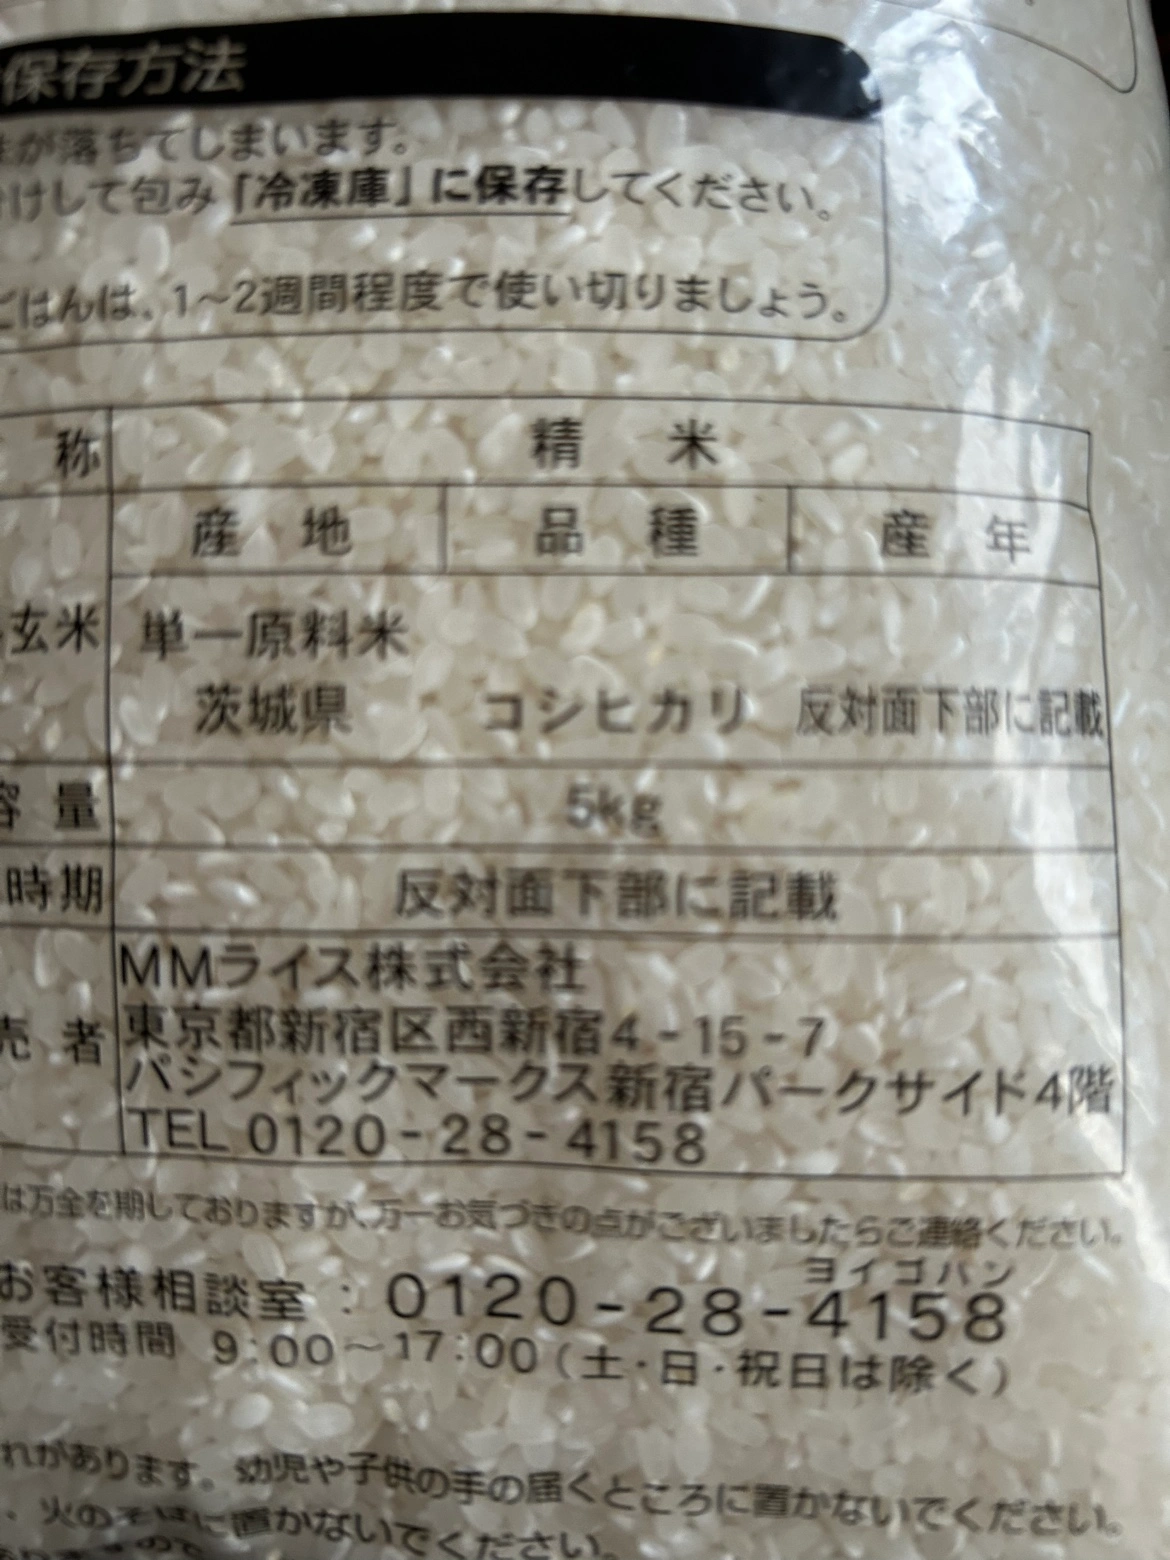 保存方法
が落ちてしまいます。
けして包み「冷凍庫」に保存してください。
ごはんは、1～2週間程度で使い切りましょう。
称 精米
産地 品種 産年
玄米 単一原料米
茨城県 コシヒカリ 反対面下部に記載
容量 5kg
時期 反対面下部に記載
MMライス株式会社
売者 東京都新宿区西新宿4-15-7
パシフィックマークス新宿パークサイド4階
TEL 0120-28-4158
は万全を期しておりますが、万一お気づきの点がございましたらご連絡ください。
ヨイゴハン
お客様相談室：0120-28-4158
受付時間 9:00～17:00（土・日・祝日は除く）
れがあります。幼児や子供の手の届くところに置かないでください。
火のそばに置かないでください。